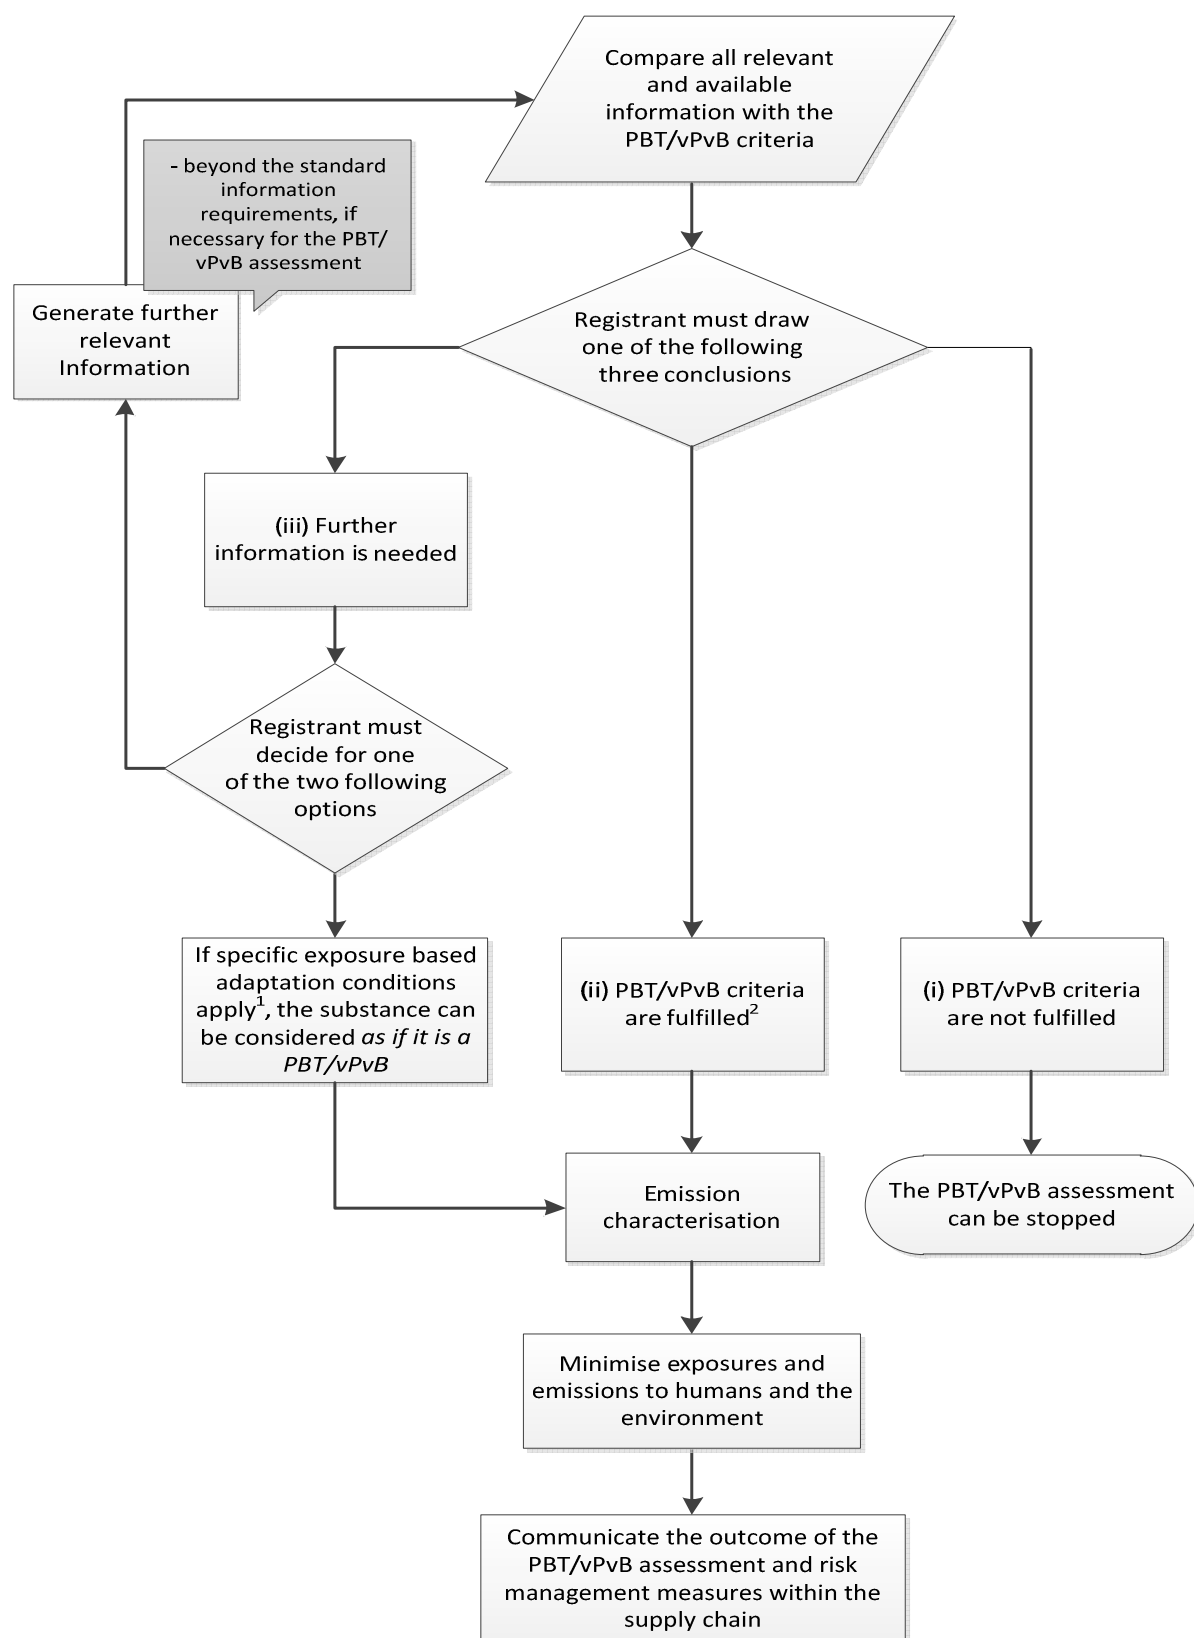 Compare all relevant
and available
information with the
PBT/vPvB criteria
- beyond the standard
information
requirements, if
necessary for the PBT/
vPvB assessment
Generate further
relevant
Information
Registrant must draw
one of the following
three conclusions
(iii) Further
information is needed
Registrant must
decide for one
of the two following
options
If specific exposure based
adaptation conditions
apply¹, the substance can
be considered as if it is a
PBT/vPvB
(ii) PBT/vPvB criteria
are fulfilled²
(i) PBT/vPvB criteria
are not fulfilled
Emission
characterisation
The PBT/vPvB assessment
can be stopped
Minimise exposures and
emissions to humans and the
environment
Communicate the outcome of the
PBT/vPvB assessment and risk
management measures within the
supply chain